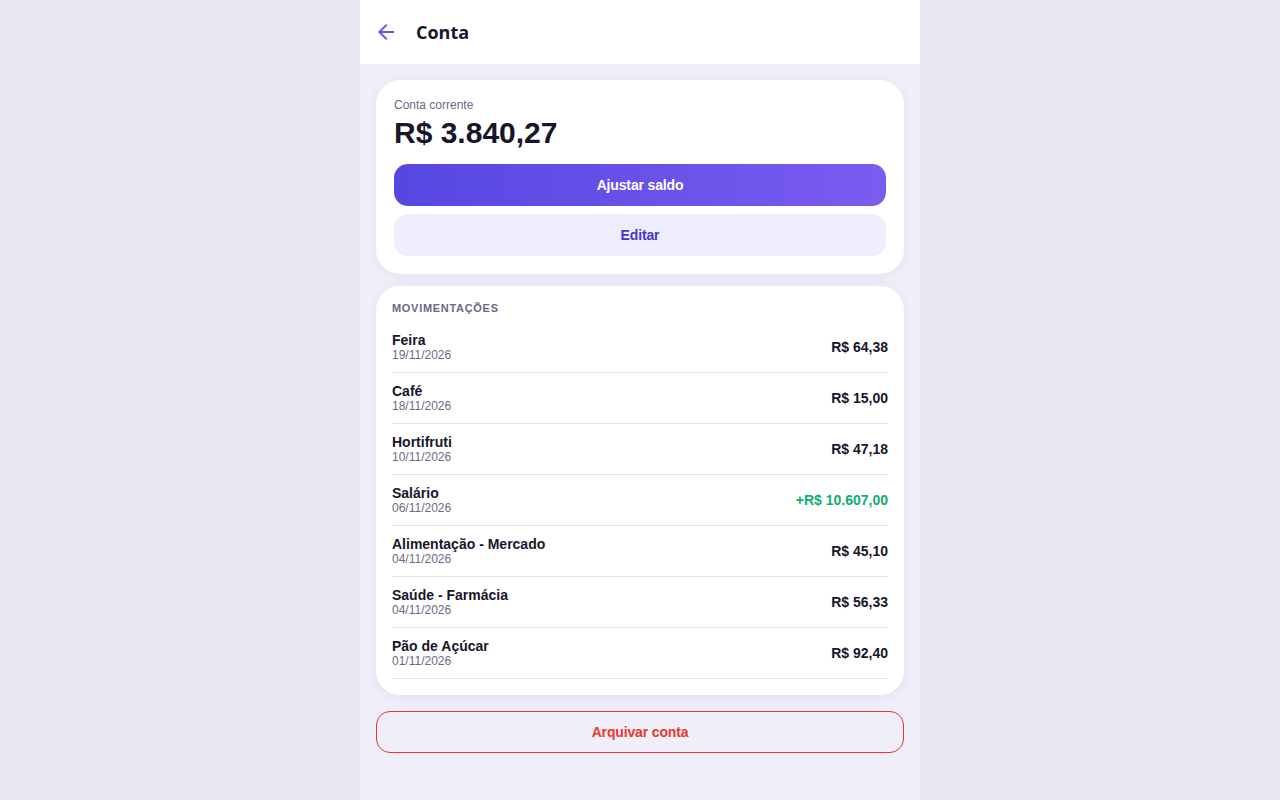 Conta
Conta corrente
R$ 3.840,27
Ajustar saldo
Editar
MOVIMENTAÇÕES
Feira
19/11/2026
R$ 64,38
Café
18/11/2026
R$ 15,00
Hortifruti
10/11/2026
R$ 47,18
Salário
06/11/2026
+R$ 10.607,00
Alimentação - Mercado
04/11/2026
R$ 45,10
Saúde - Farmácia
04/11/2026
R$ 56,33
Pão de Açúcar
01/11/2026
R$ 92,40
Arquivar conta